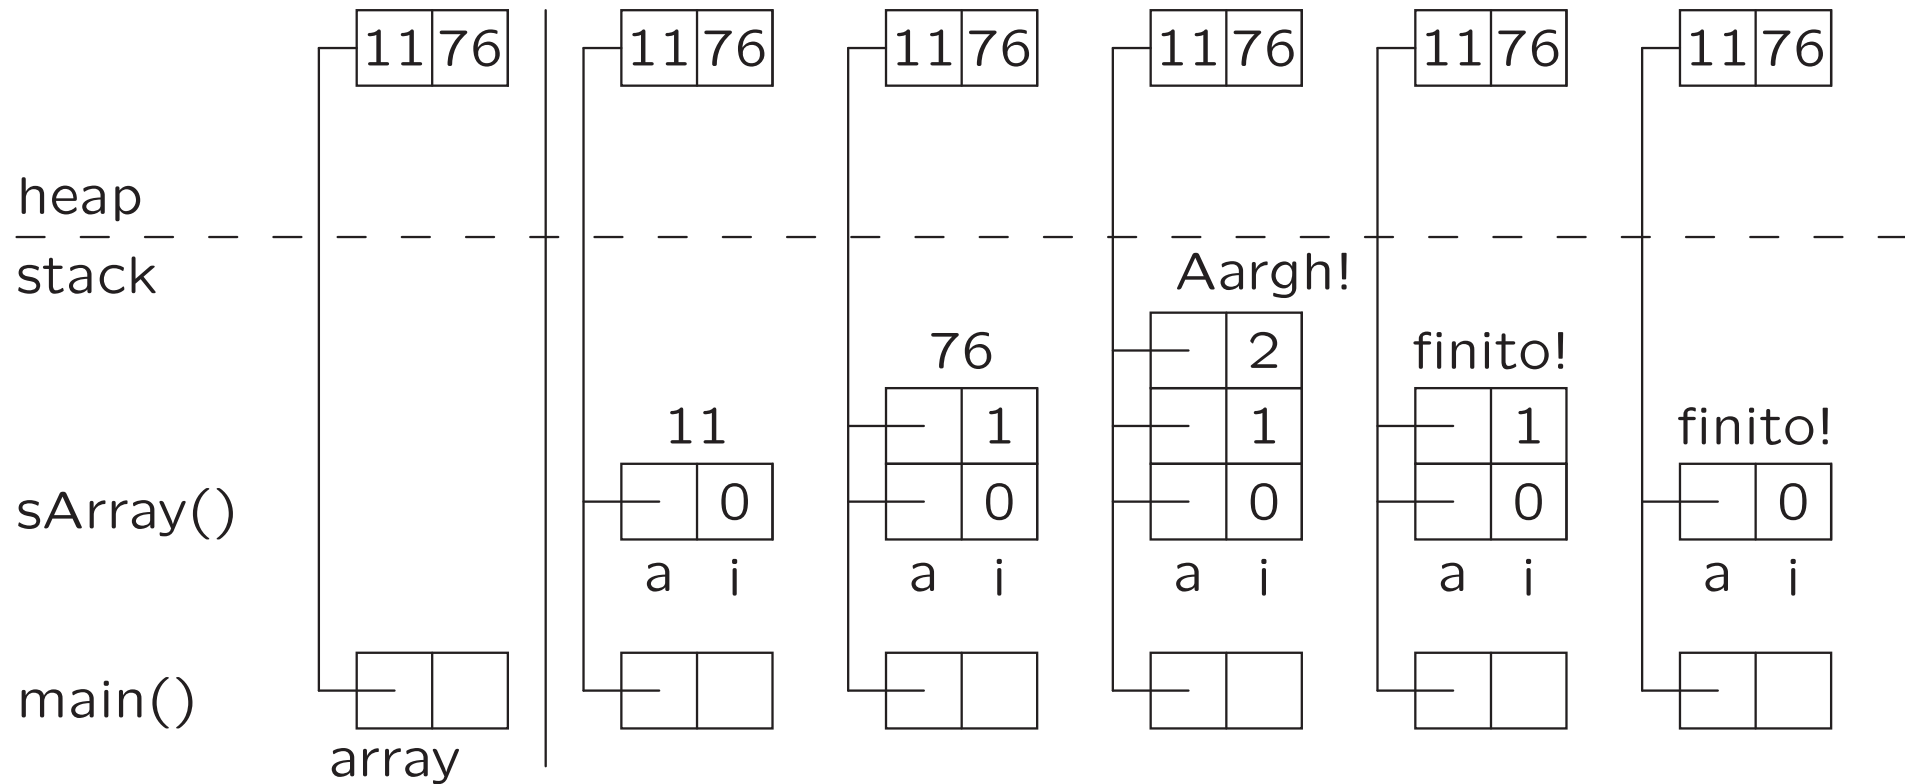 11 76 11 76 11 76 11 76 11 76 11 76
heap
stack
Aargh!
76 2 finito!
11 1 1 1 finito!
sArray() 0 0 0 0 0
a i a i a i a i a i
main()
array